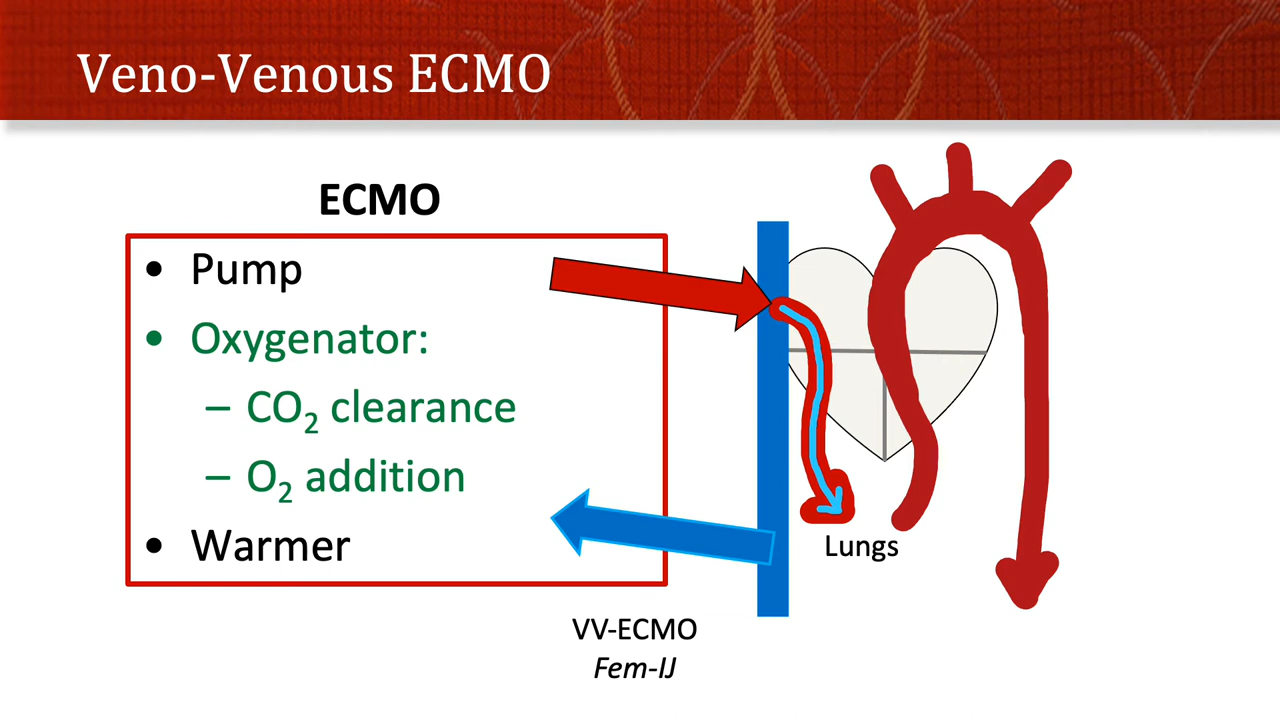 Veno-Venous ECMO
ECMO
• Pump
• Oxygenator:
– CO₂ clearance
– O₂ addition
• Warmer
Lungs
VV-ECMO
Fem-IJ